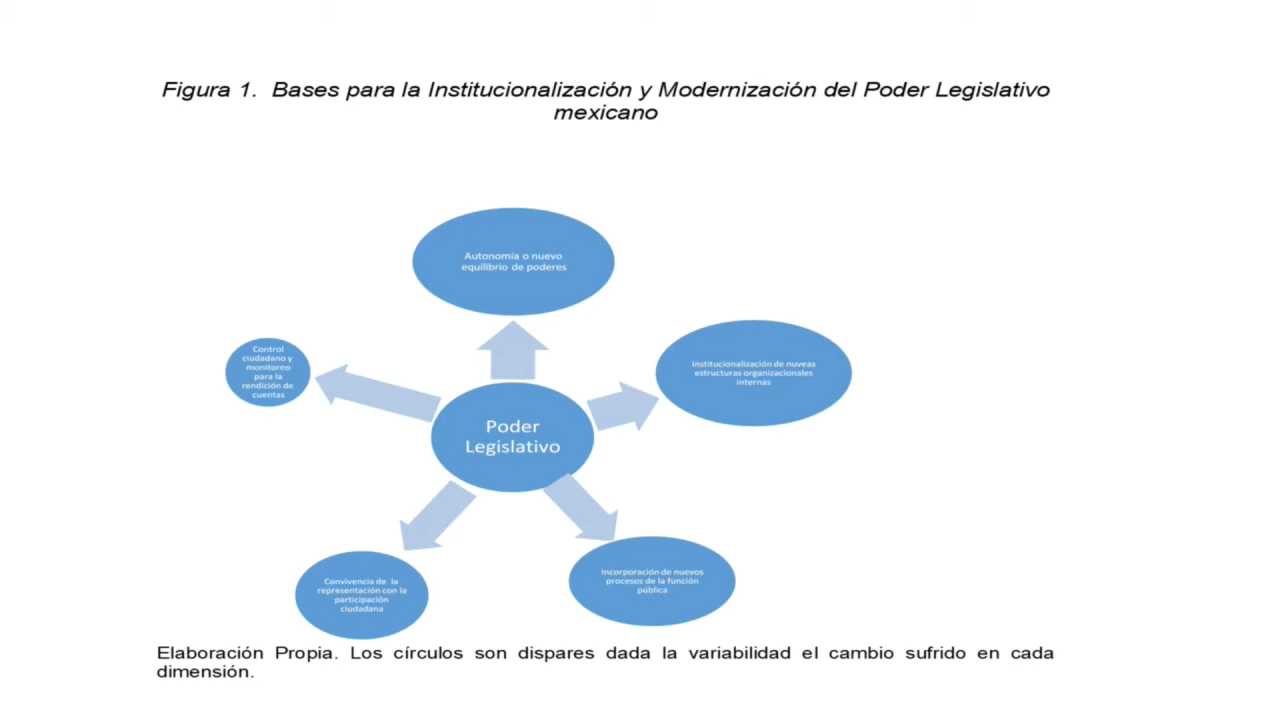 Figura 1. Bases para la Institucionalización y Modernización del Poder Legislativo
mexicano
Autonomía o nuevo
equilibrio de poderes
Control
ciudadano y
monitoreo
para la
rendición de
cuentas
Institucionalización de nuveas
estructuras organizacionales
internas
Poder
Legislativo
Convivencia de la
representación con la
participación
ciudadana
Incorporación de nuevos
procesos de la función
pública
Elaboración Propia. Los círculos son dispares dada la variabilidad el cambio sufrido en cada
dimensión.